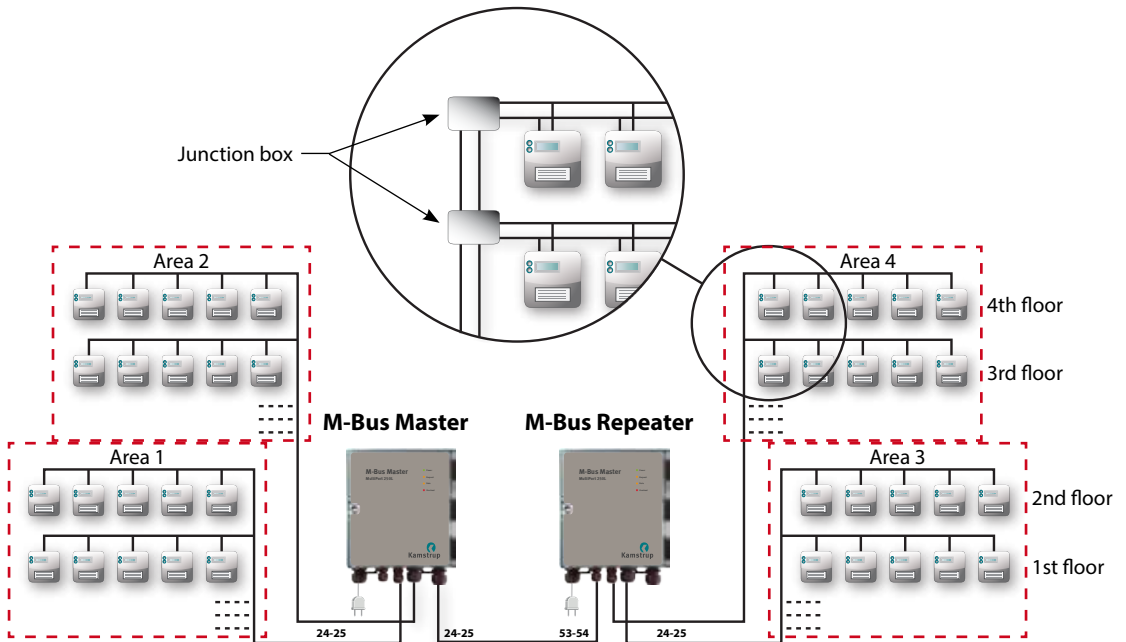 Junction box
Area 2
Area 4
4th floor
3rd floor
M-Bus Master
M-Bus Repeater
Area 1
Area 3
M-Bus Master
MultiPort 250L
Kamstrup
M-Bus Master
MultiPort 250L
Kamstrup
2nd floor
1st floor
24-25
24-25
53-54
24-25